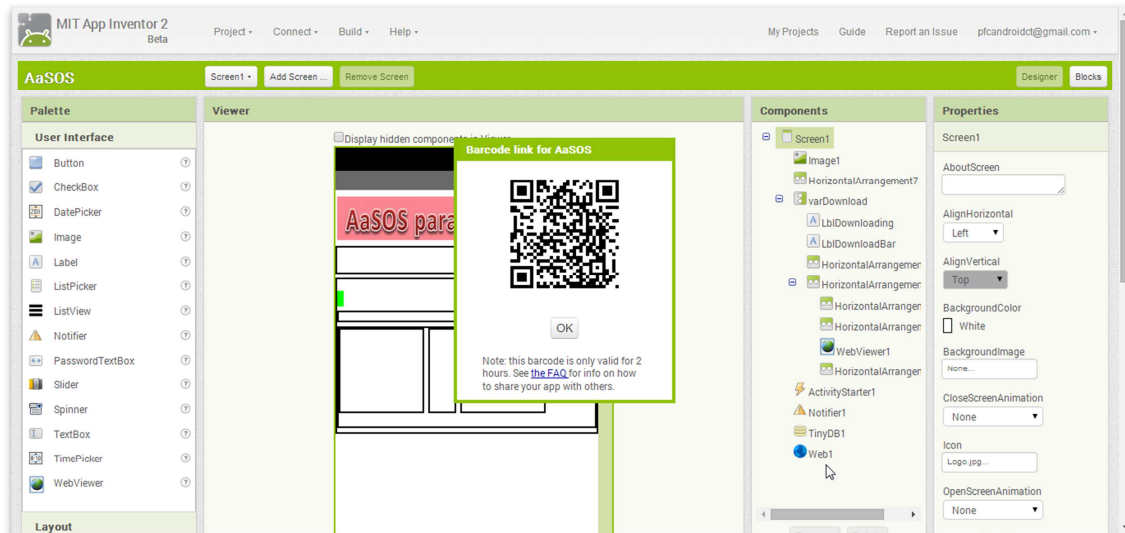 MIT App Inventor 2
Beta
Project
Connect
Build
Help
My Projects
Guide
Report an Issue
pfcandroidct@gmail.com
AaSOS
Screen1
Add Screen ...
Remove Screen
Designer
Blocks
Palette
User Interface
Button
CheckBox
DatePicker
Image
Label
ListPicker
ListView
Notifier
PasswordTextBox
Slider
Spinner
TextBox
TimePicker
WebViewer
Layout
Viewer
Display hidden components in Viewer
AaSOS para
Barcode link for AaSOS
OK
Note: this barcode is only valid for 2
hours. See the FAQ for info on how
to share your app with others.
Components
Screen1
Image1
HorizontalArrangement7
varDownload
LblDownloading
LblDownloadBar
HorizontalArrangemer
HorizontalArrangemer
HorizontalArranger
HorizontalArranger
WebViewer1
HorizontalArranger
ActivityStarter1
Notifier1
TinyDB1
Web1
Properties
Screen1
AboutScreen
AlignHorizontal
Left
AlignVertical
Top
BackgroundColor
White
BackgroundImage
None...
CloseScreenAnimation
None
Icon
Logo.jpg...
OpenScreenAnimation
None